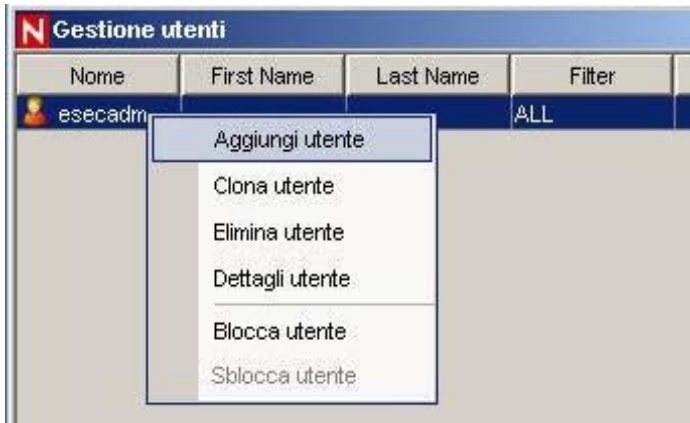 N Gestione utenti
Nome First Name Last Name Filter
esecadm ALL
Aggiungi utente
Clona utente
Elimina utente
Dettagli utente
Blocca utente
Sblocca utente